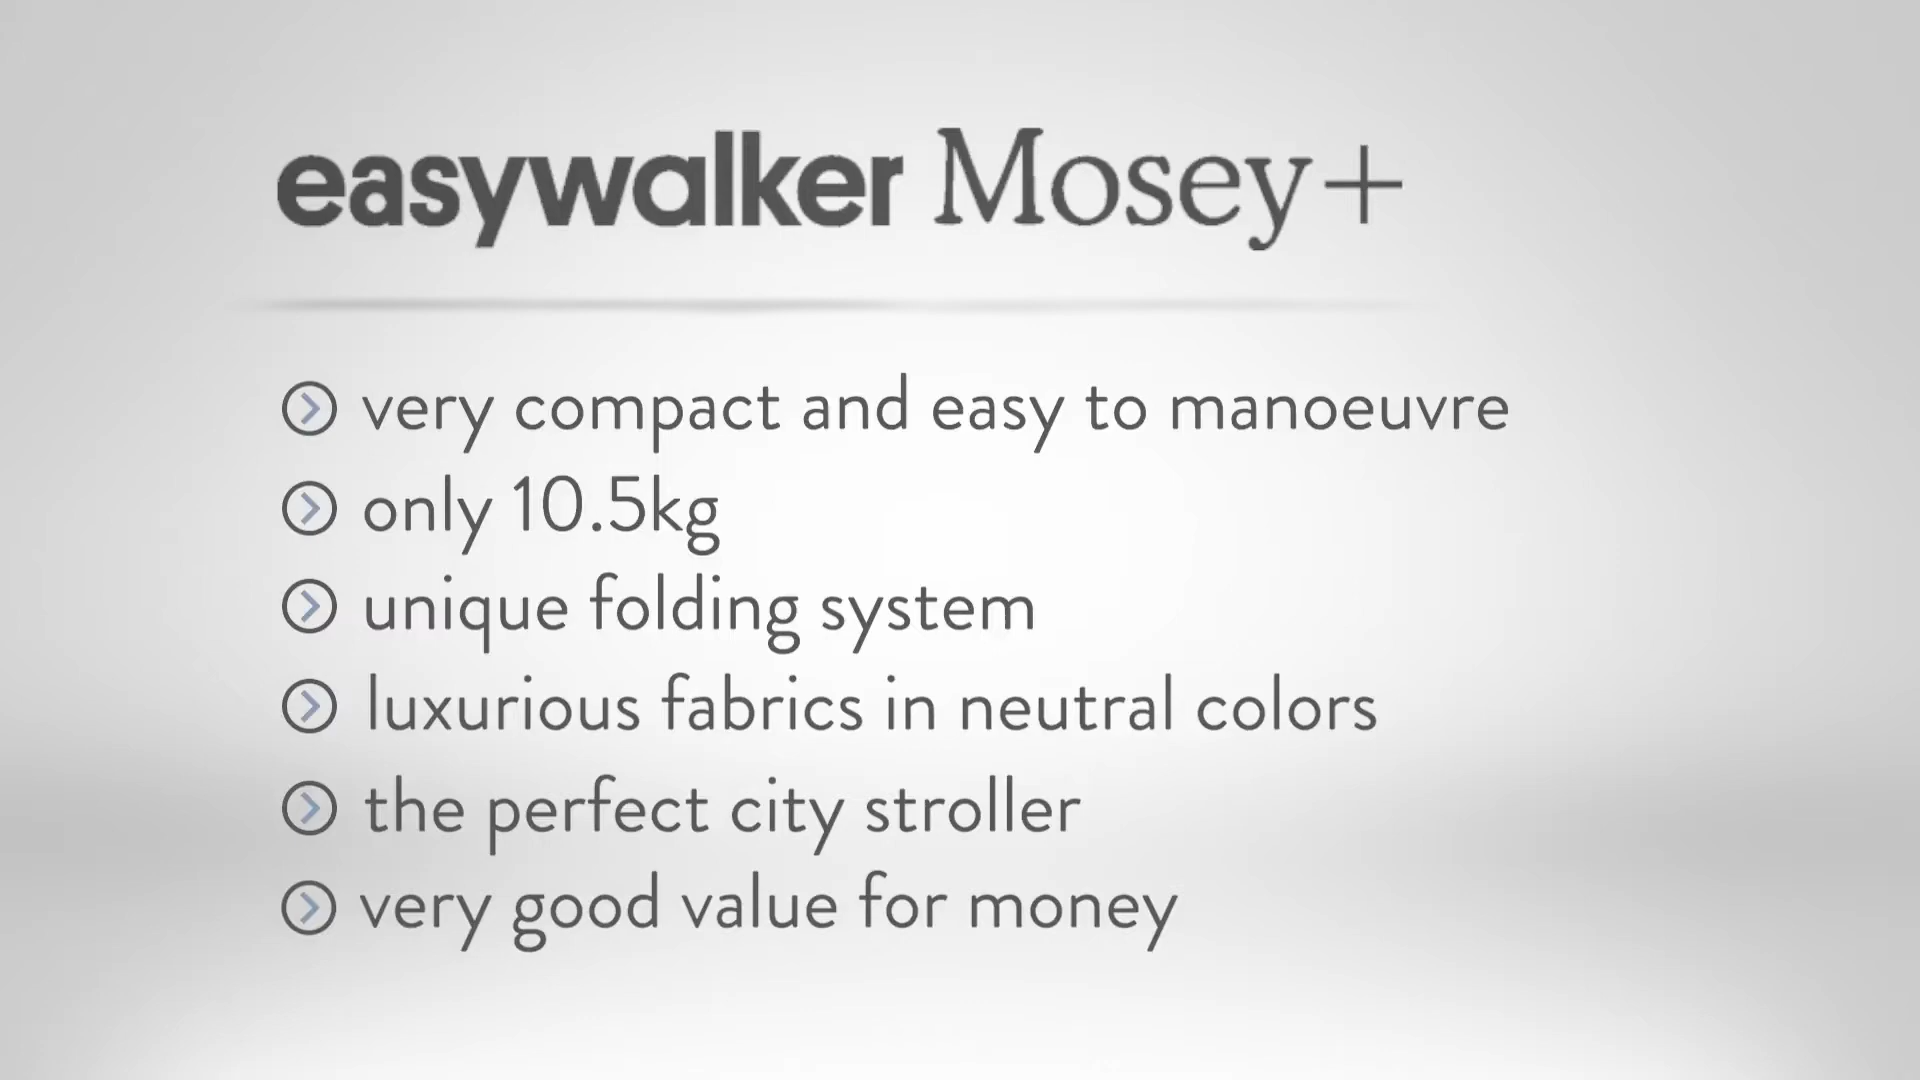 easywalker Mosey+
very compact and easy to manoeuvre
only 10.5kg
unique folding system
luxurious fabrics in neutral colors
the perfect city stroller
very good value for money